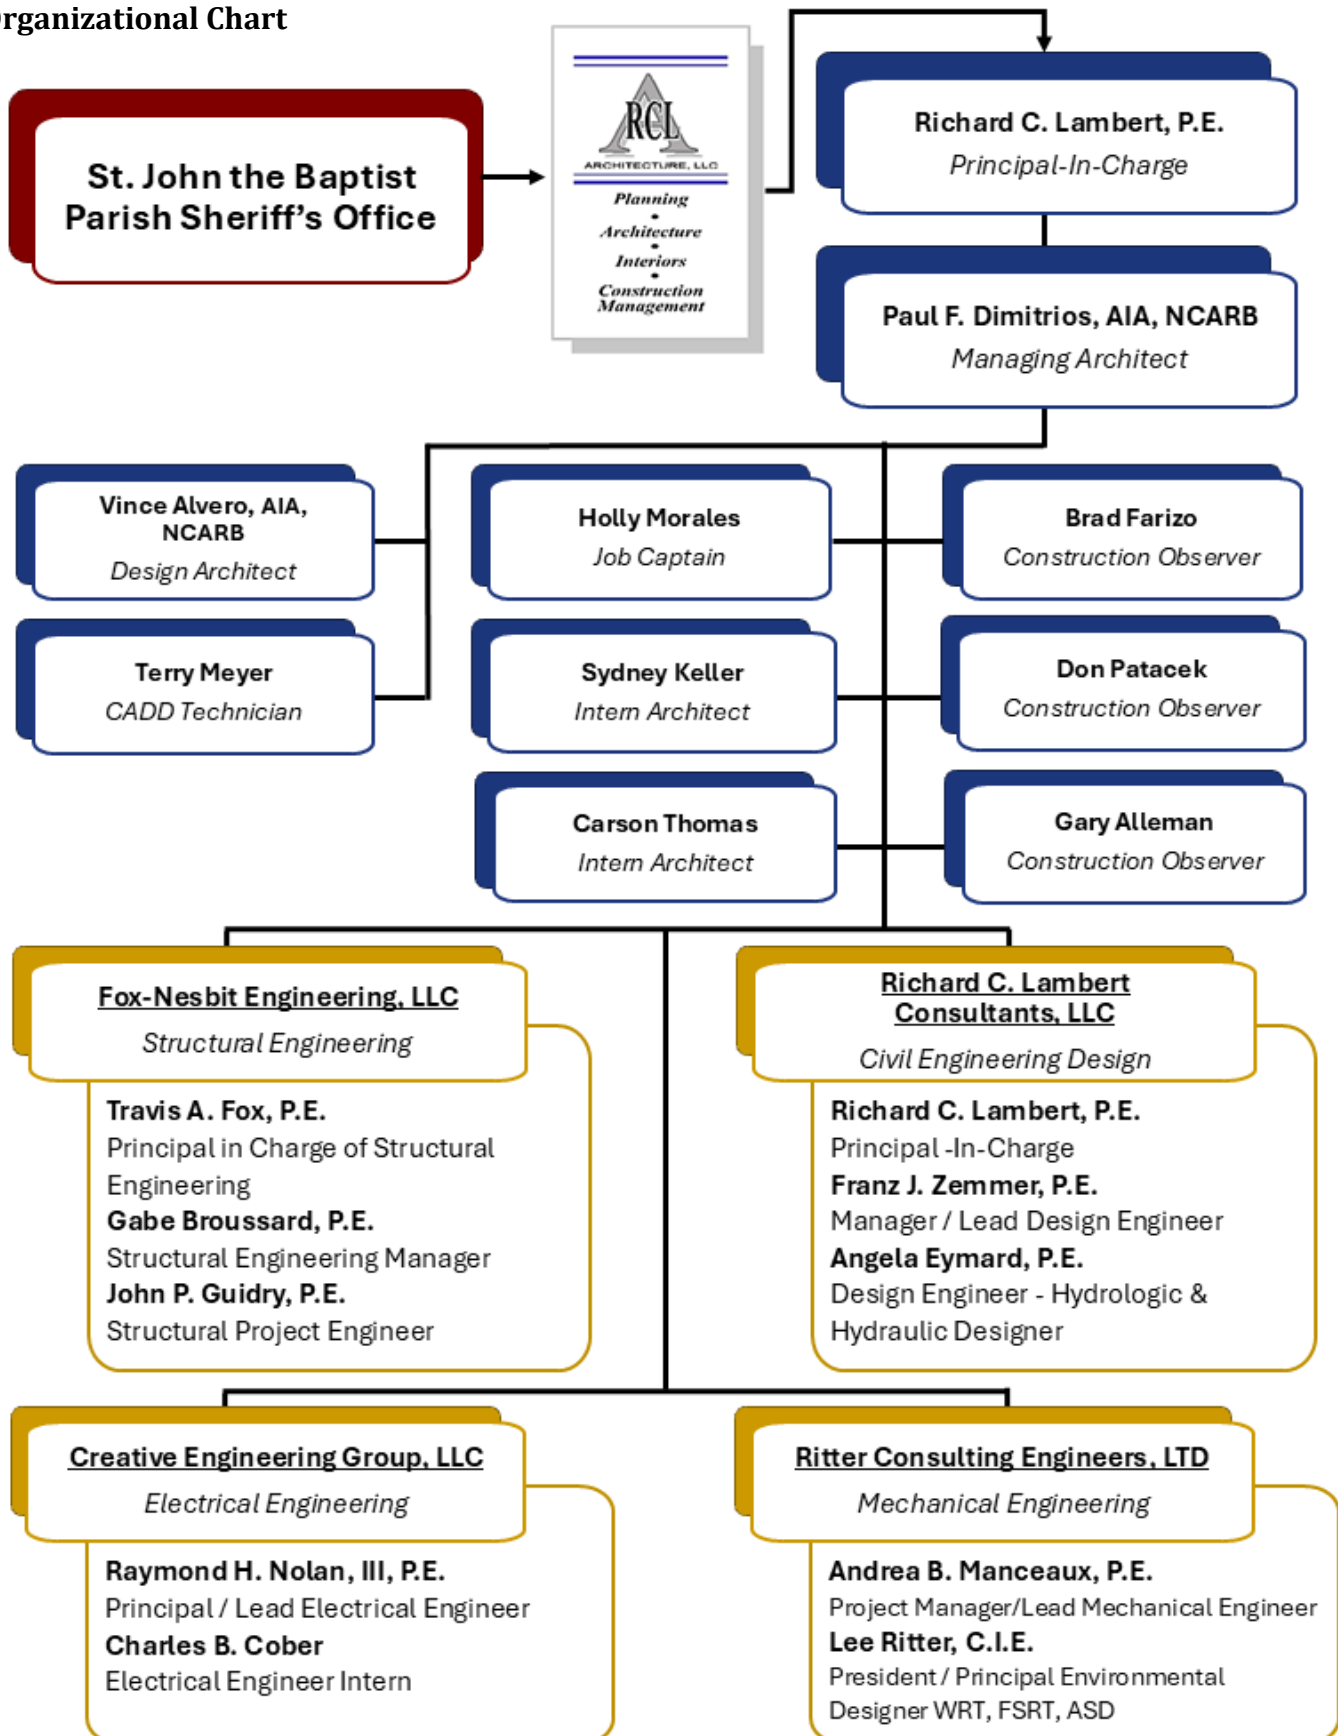 Organizational Chart
St. John the Baptist
Parish Sheriff's Office
RCL
ARCHITECTURE, LLC
Planning
•
Architecture
•
Interiors
•
Construction
Management
Richard C. Lambert, P.E.
Principal-In-Charge
Paul F. Dimitrios, AIA, NCARB
Managing Architect
Vince Alvero, AIA,
NCARB
Design Architect
Holly Morales
Job Captain
Brad Farizo
Construction Observer
Terry Meyer
CADD Technician
Sydney Keller
Intern Architect
Don Patacek
Construction Observer
Carson Thomas
Intern Architect
Gary Alleman
Construction Observer
Fox-Nesbit Engineering, LLC
Structural Engineering
Travis A. Fox, P.E.
Principal in Charge of Structural
Engineering
Gabe Broussard, P.E.
Structural Engineering Manager
John P. Guidry, P.E.
Structural Project Engineer
Richard C. Lambert
Consultants, LLC
Civil Engineering Design
Richard C. Lambert, P.E.
Principal -In-Charge
Franz J. Zemmer, P.E.
Manager / Lead Design Engineer
Angela Eymard, P.E.
Design Engineer - Hydrologic &
Hydraulic Designer
Creative Engineering Group, LLC
Electrical Engineering
Raymond H. Nolan, III, P.E.
Principal / Lead Electrical Engineer
Charles B. Cober
Electrical Engineer Intern
Ritter Consulting Engineers, LTD
Mechanical Engineering
Andrea B. Manceaux, P.E.
Project Manager/Lead Mechanical Engineer
Lee Ritter, C.I.E.
President / Principal Environmental
Designer WRT, FSRT, ASD